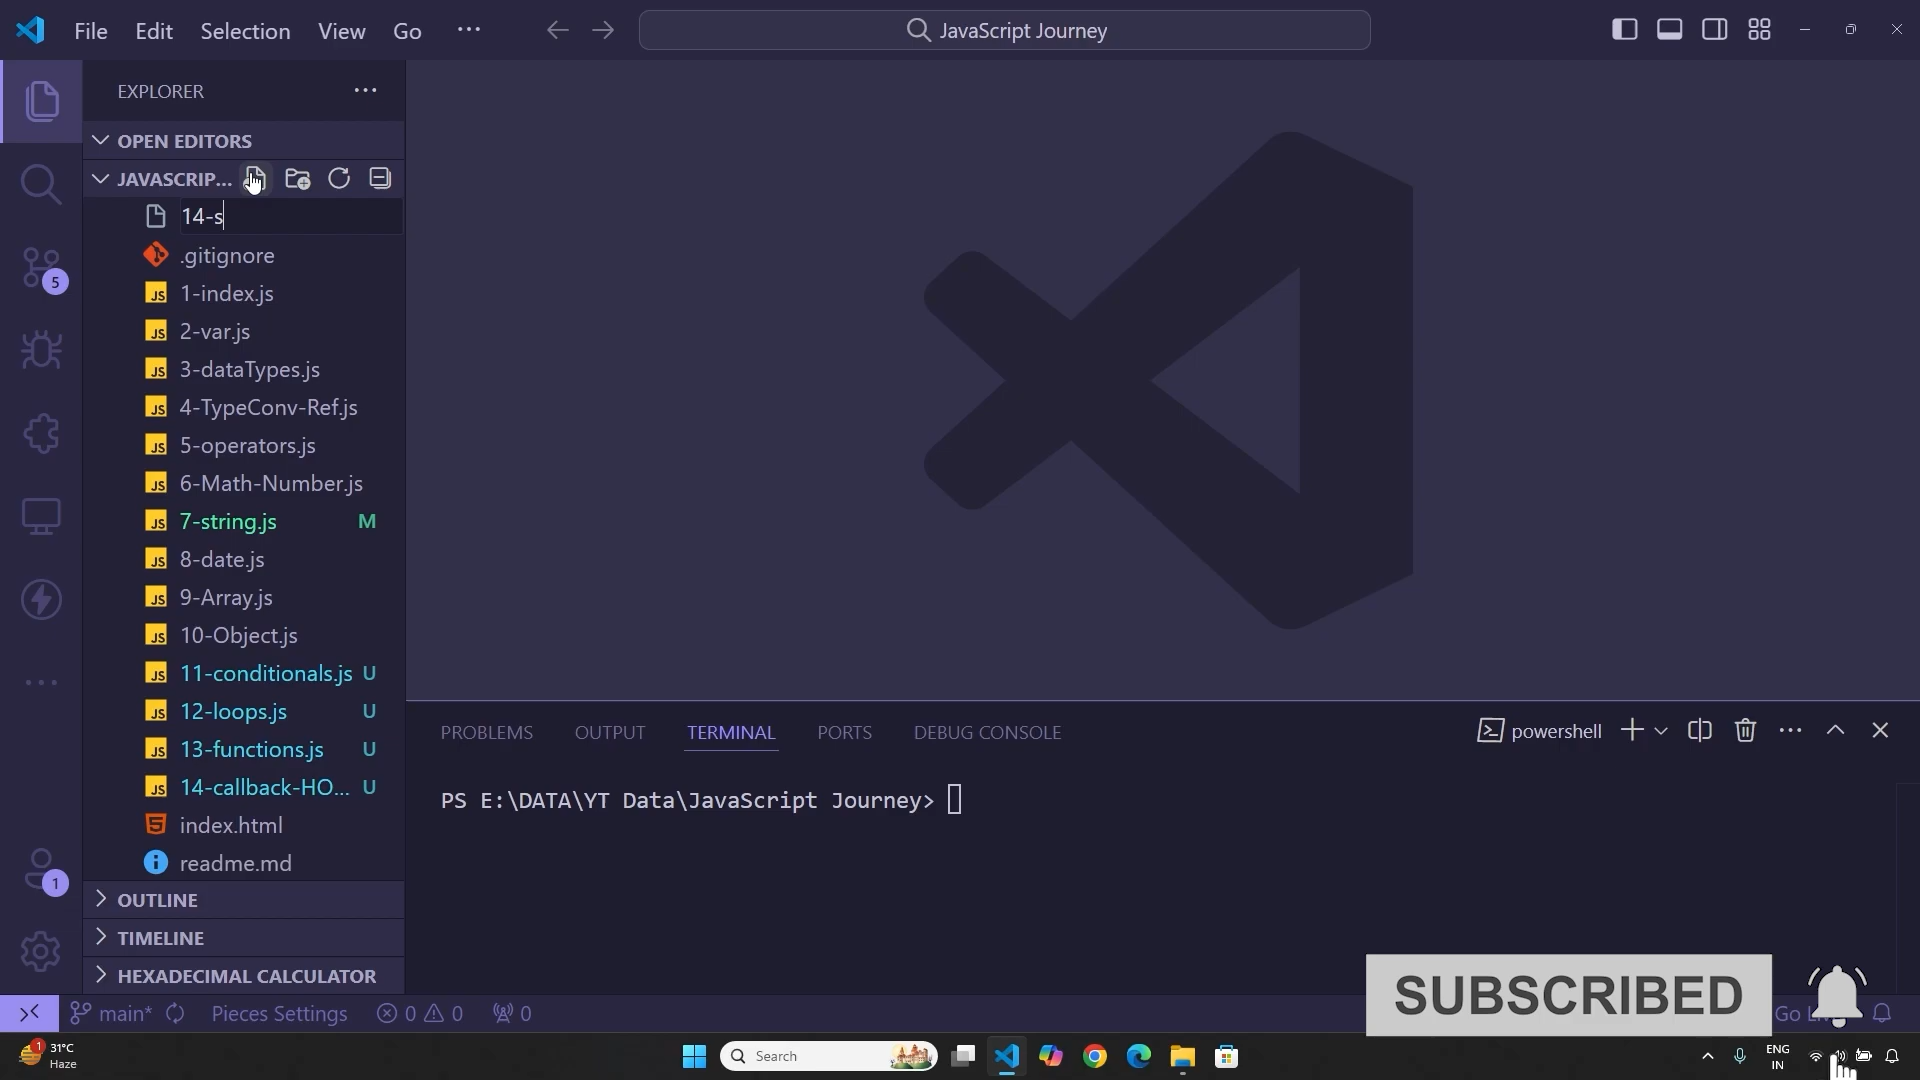 File Edit Selection View Go ···
JavaScript Journey
EXPLORER
OPEN EDITORS
JAVASCRIP...
14-s
.gitignore
1-index.js
2-var.js
3-dataTypes.js
4-TypeConv-Ref.js
5-operators.js
6-Math-Number.js
7-string.js M
8-date.js
9-Array.js
10-Object.js
11-conditionals.js U
12-loops.js U
13-functions.js U
14-callback-HO... U
index.html
readme.md
OUTLINE
TIMELINE
HEXADECIMAL CALCULATOR
5
1
PROBLEMS OUTPUT TERMINAL PORTS DEBUG CONSOLE
powershell
PS E:\DATA\YT Data\JavaScript Journey>
SUBSCRIBED
main* Pieces Settings 0 0 0
Go
1
31°C
Haze
Search
ENG
IN